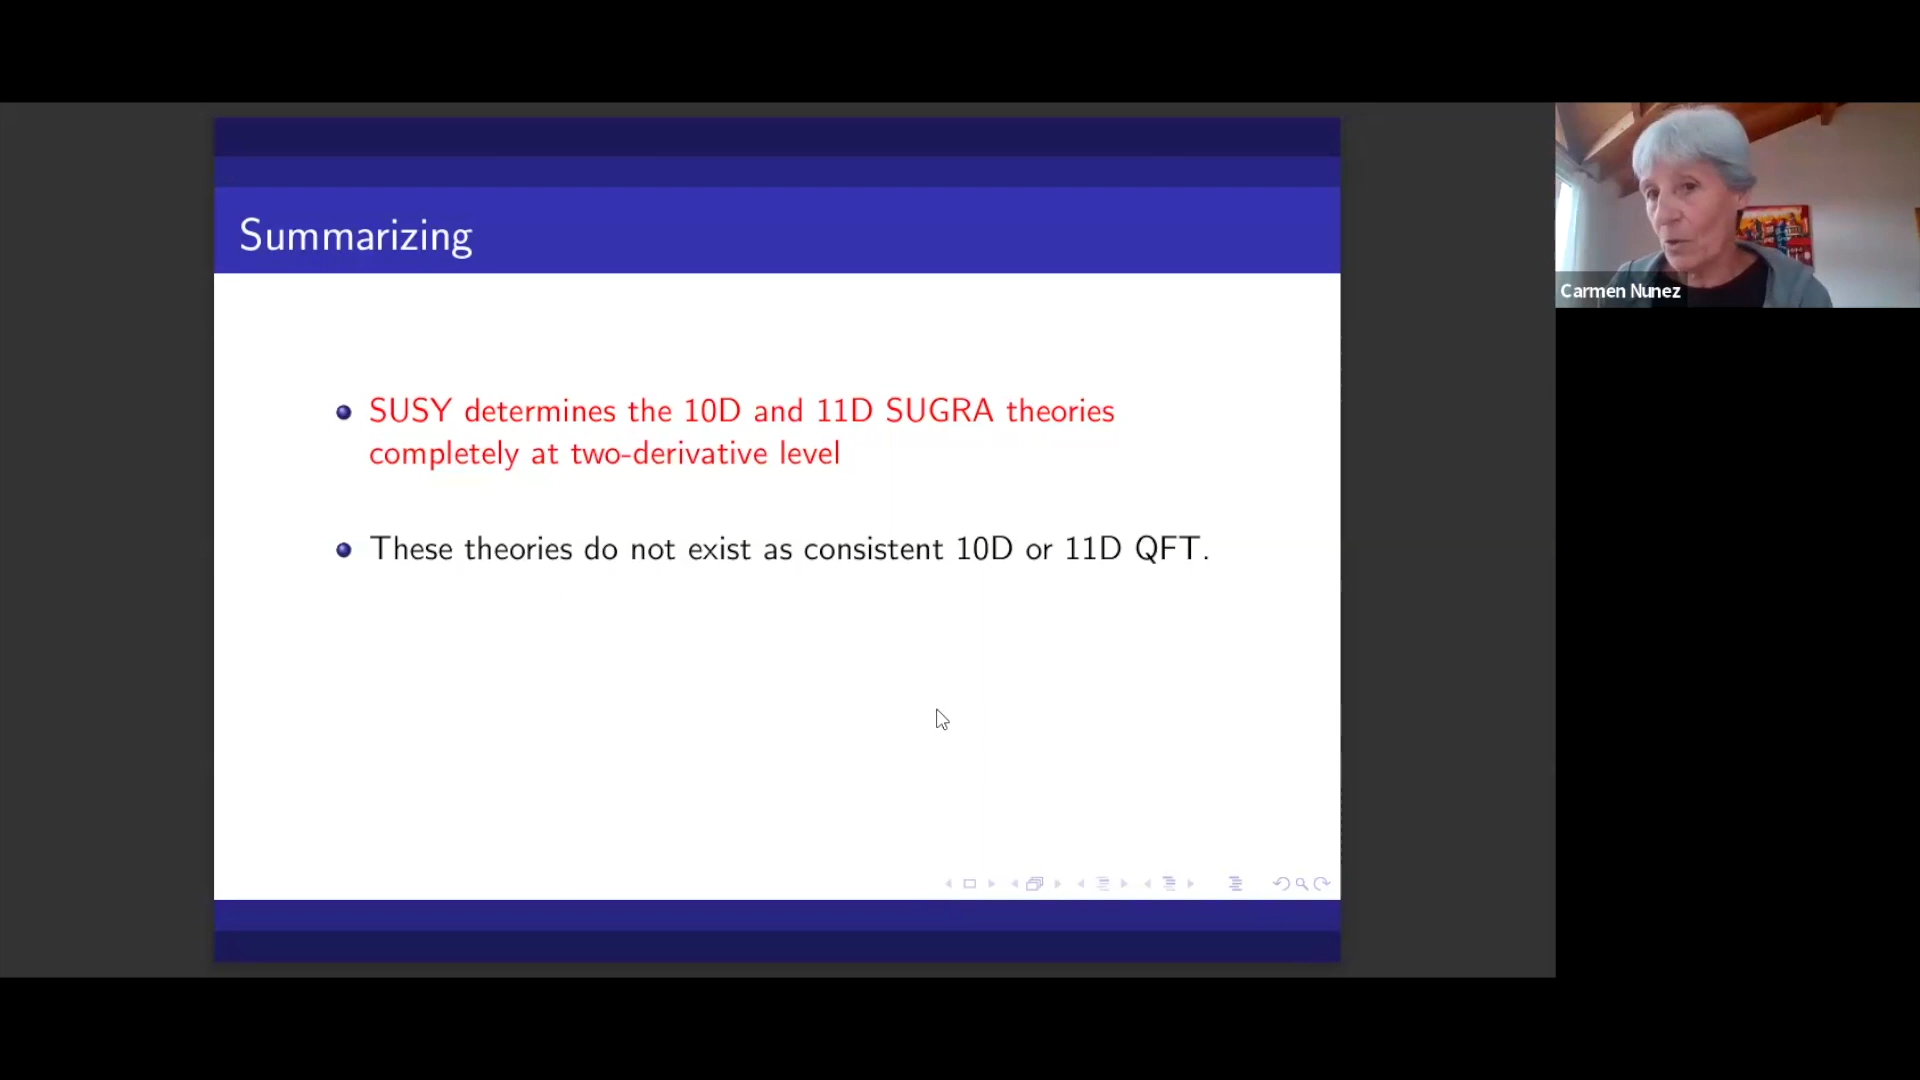 Summarizing
SUSY determines the 10D and 11D SUGRA theories
completely at two-derivative level
These theories do not exist as consistent 10D or 11D QFT.
Carmen Nunez